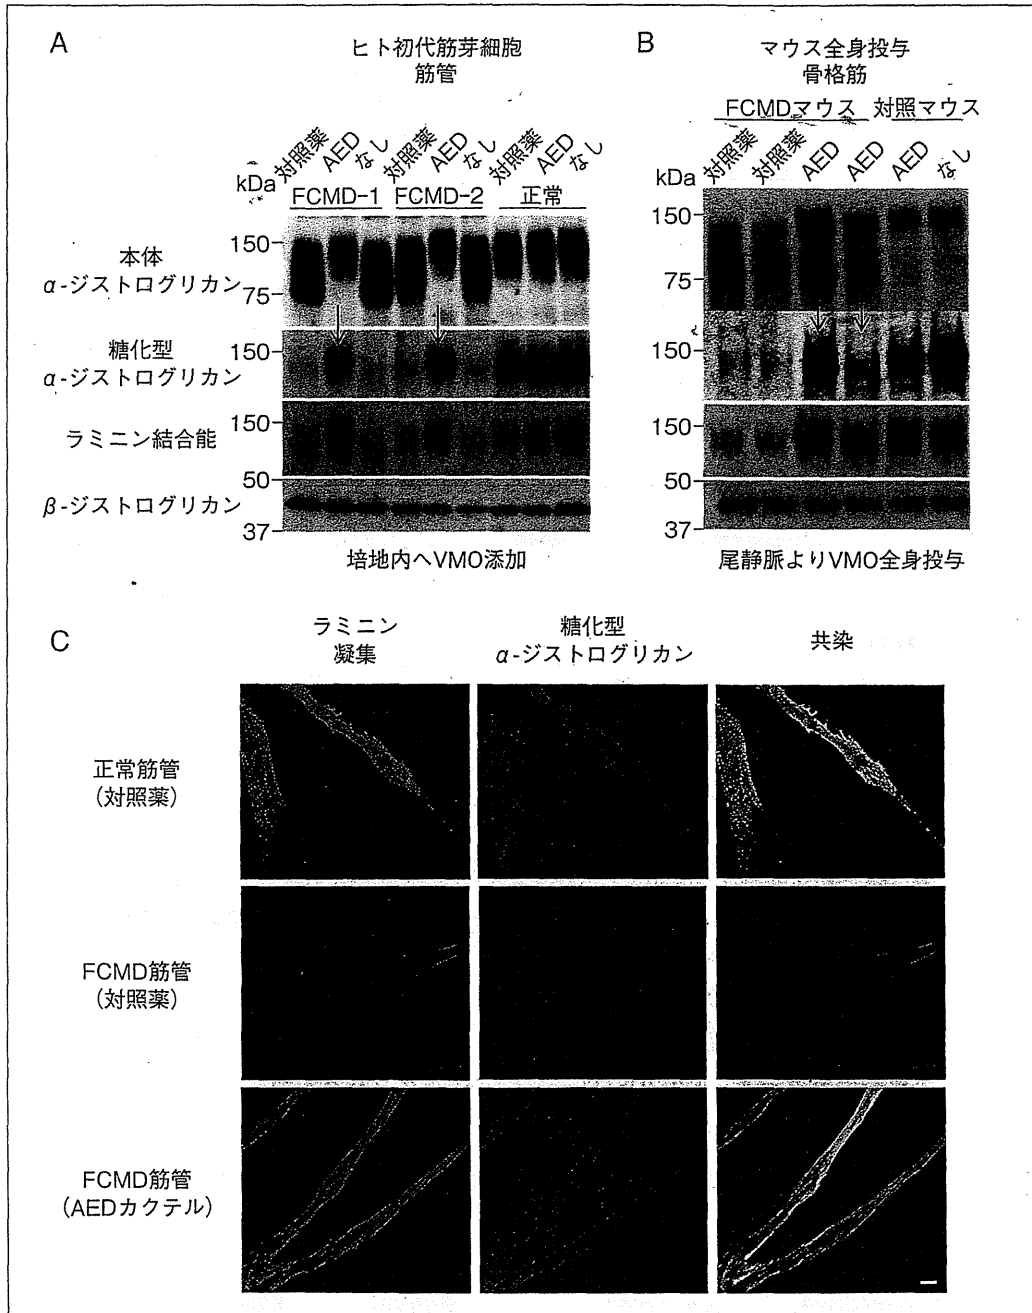 A
ヒト初代筋芽細胞
筋管
対照薬 AED なし 対照薬 AED なし 対照薬 AED なし
kDa
FCMD-1 FCMD-2 正常
本体
α-ジストログリカン
150
75
糖化型
α-ジストログリカン
150
ラミニン結合能
150
50
β-ジストログリカン
37
培地内へVMO添加
B
マウス全身投与
骨格筋
FCMDマウス 対照マウス
対照薬 対照薬 AED AED AED なし
kDa
150
75
150
150
50
37
尾静脈よりVMO全身投与
C
ラミニン
凝集
糖化型
α-ジストログリカン
共染
正常筋管
(対照薬)
FCMD筋管
(対照薬)
FCMD筋管
(AEDカクテル)